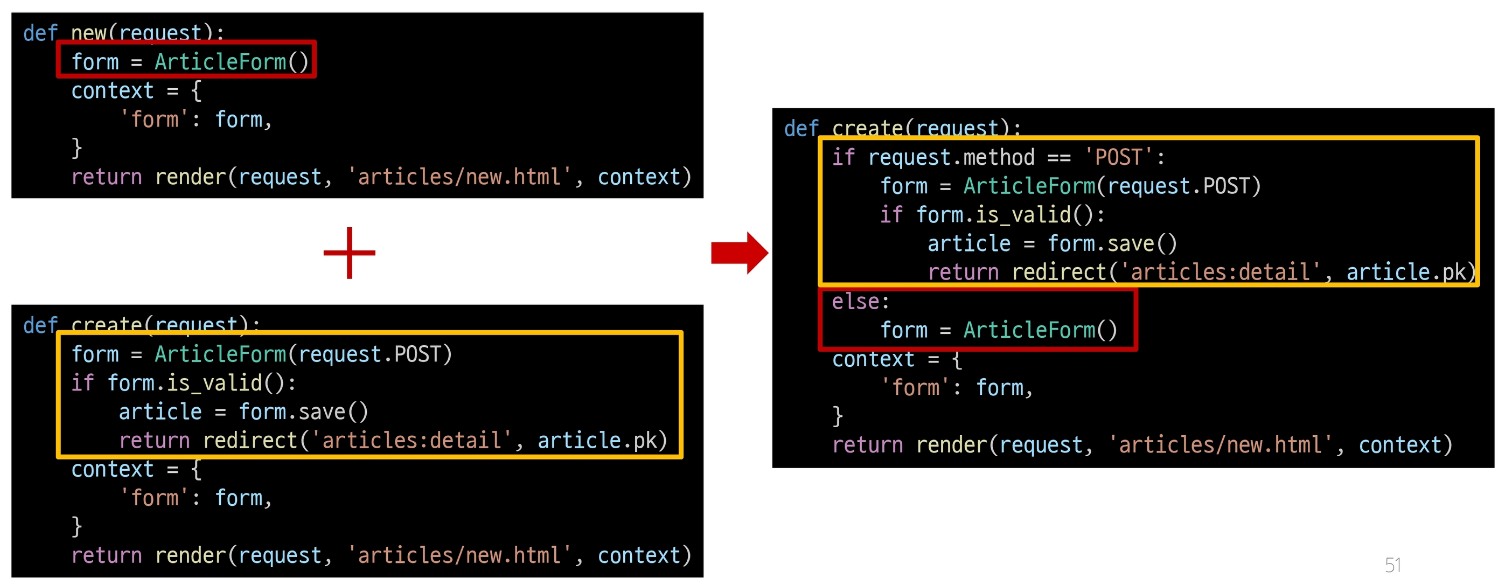 def new(request):
    form = ArticleForm()
    context = {
        'form': form,
    }
    return render(request, 'articles/new.html', context)
+
def create(request):
    form = ArticleForm(request.POST)
    if form.is_valid():
        article = form.save()
        return redirect('articles:detail', article.pk)
    context = {
        'form': form,
    }
    return render(request, 'articles/new.html', context)
def create(request):
    if request.method == 'POST':
        form = ArticleForm(request.POST)
        if form.is_valid():
            article = form.save()
            return redirect('articles:detail', article.pk)
    else:
        form = ArticleForm()
    context = {
        'form': form,
    }
    return render(request, 'articles/new.html', context)
51